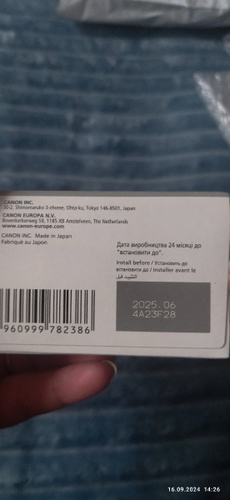 CANON INC.
30-2, Shimomaruko 3-chome, Ohta-ku, Tokyo 146-8501, Japan
CANON EUROPA N.V.
Bovenkerkerweg 59, 1185 XB Amstelveen, The Netherlands
www.canon-europe.com
CANON INC. Made in Japan
Fabriqué au Japon
Дата виробництва 24 місяці до
"встановити до".
Install before / Установить до
встановити до / Installer avant le
التثبيت قبل
2025.06
4A23F28
960999 782386
16.09.2024 14:26